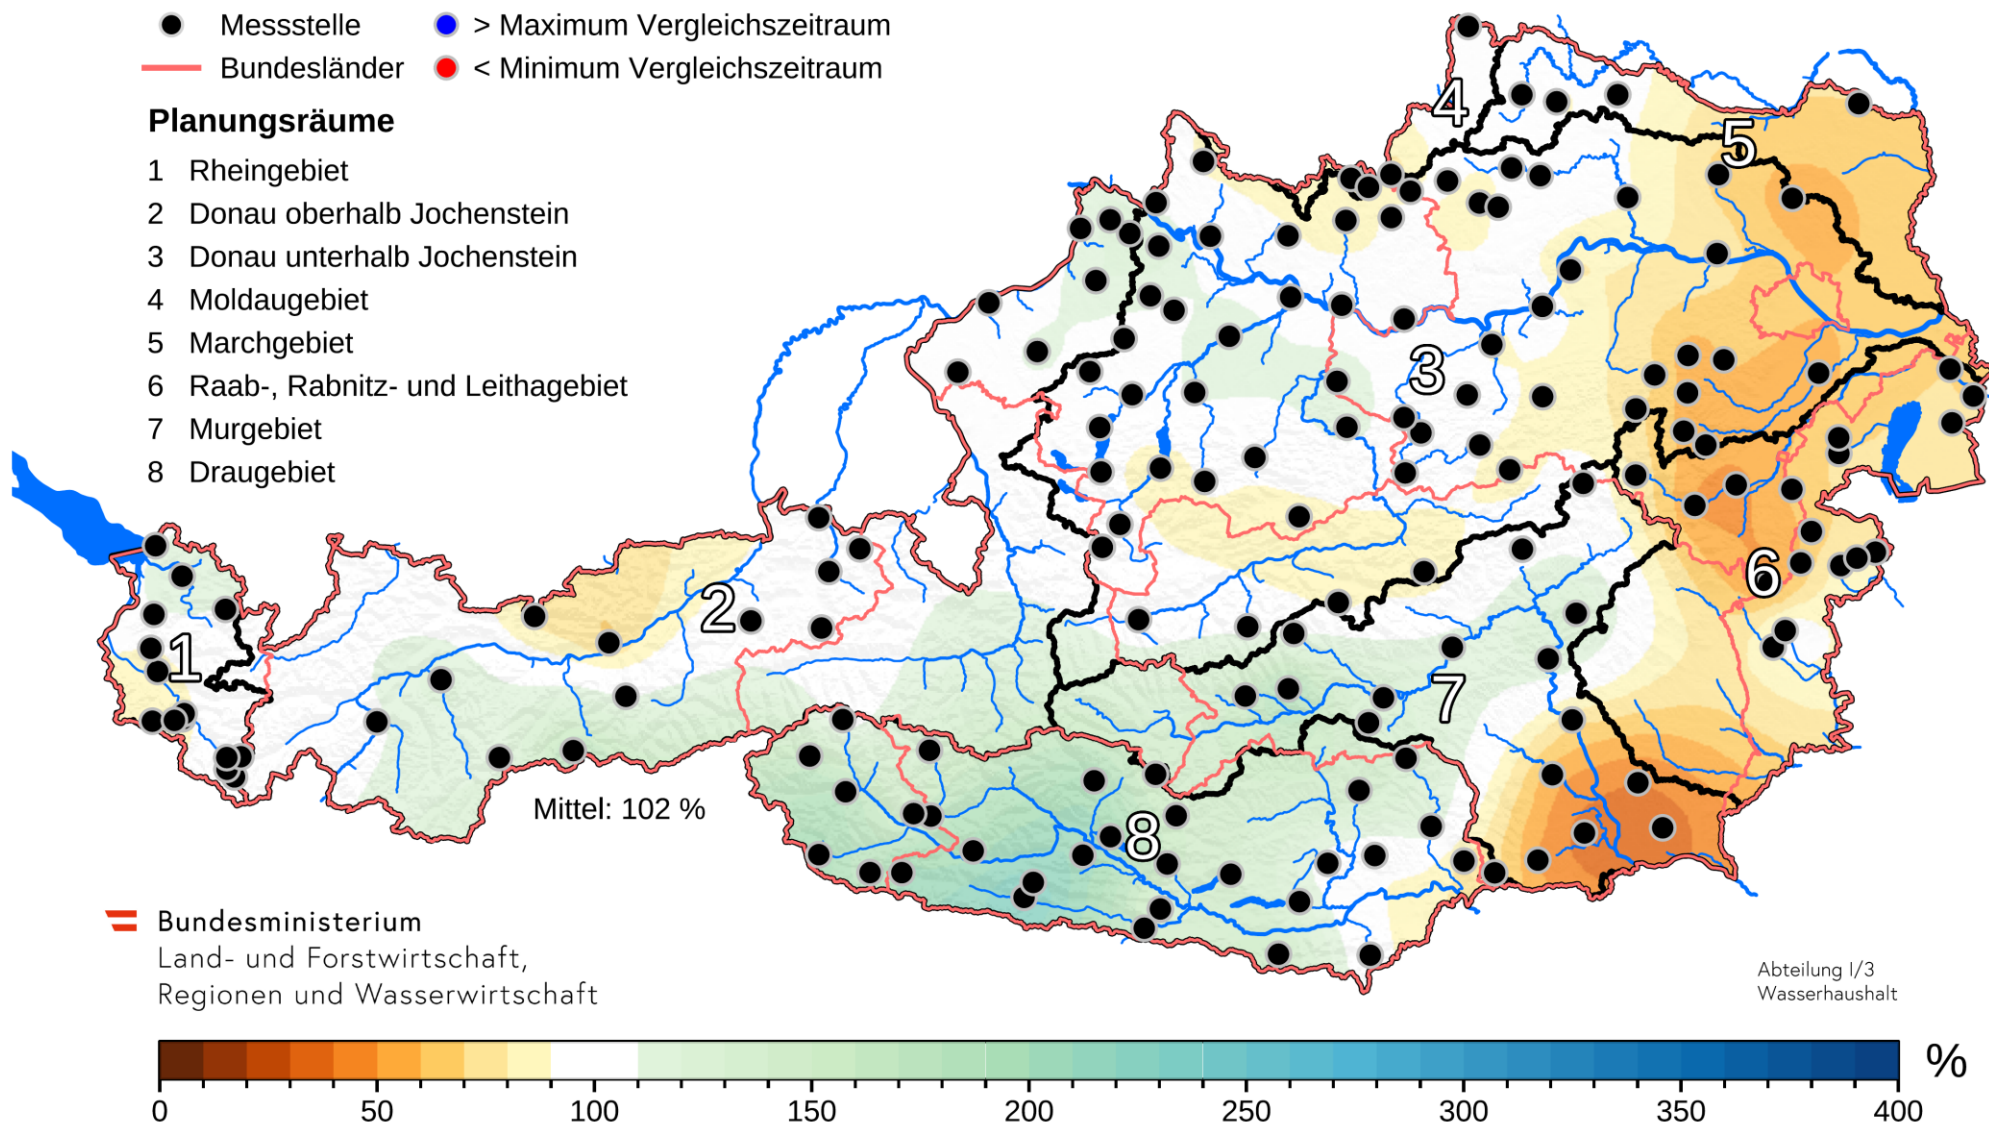 Messstelle
> Maximum Vergleichszeitraum
Bundesländer
< Minimum Vergleichszeitraum
Planungsräume
1 Rheingebiet
2 Donau oberhalb Jochenstein
3 Donau unterhalb Jochenstein
4 Moldaugebiet
5 Marchgebiet
6 Raab-, Rabnitz- und Leithagebiet
7 Murgebiet
8 Draugebiet
4
5
3
6
2
1
7
8
Mittel: 102 %
Bundesministerium
Land- und Forstwirtschaft,
Regionen und Wasserwirtschaft
Abteilung I/3
Wasserhaushalt
%
0 50 100 150 200 250 300 350 400